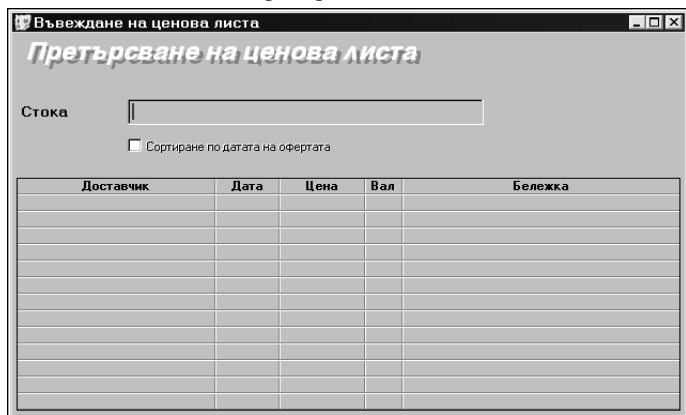 Въвеждане на ценова листа
Претърсване на ценова листа
Стока
Сортиране по датата на офертата
Доставчик Дата Цена Вал Бележка